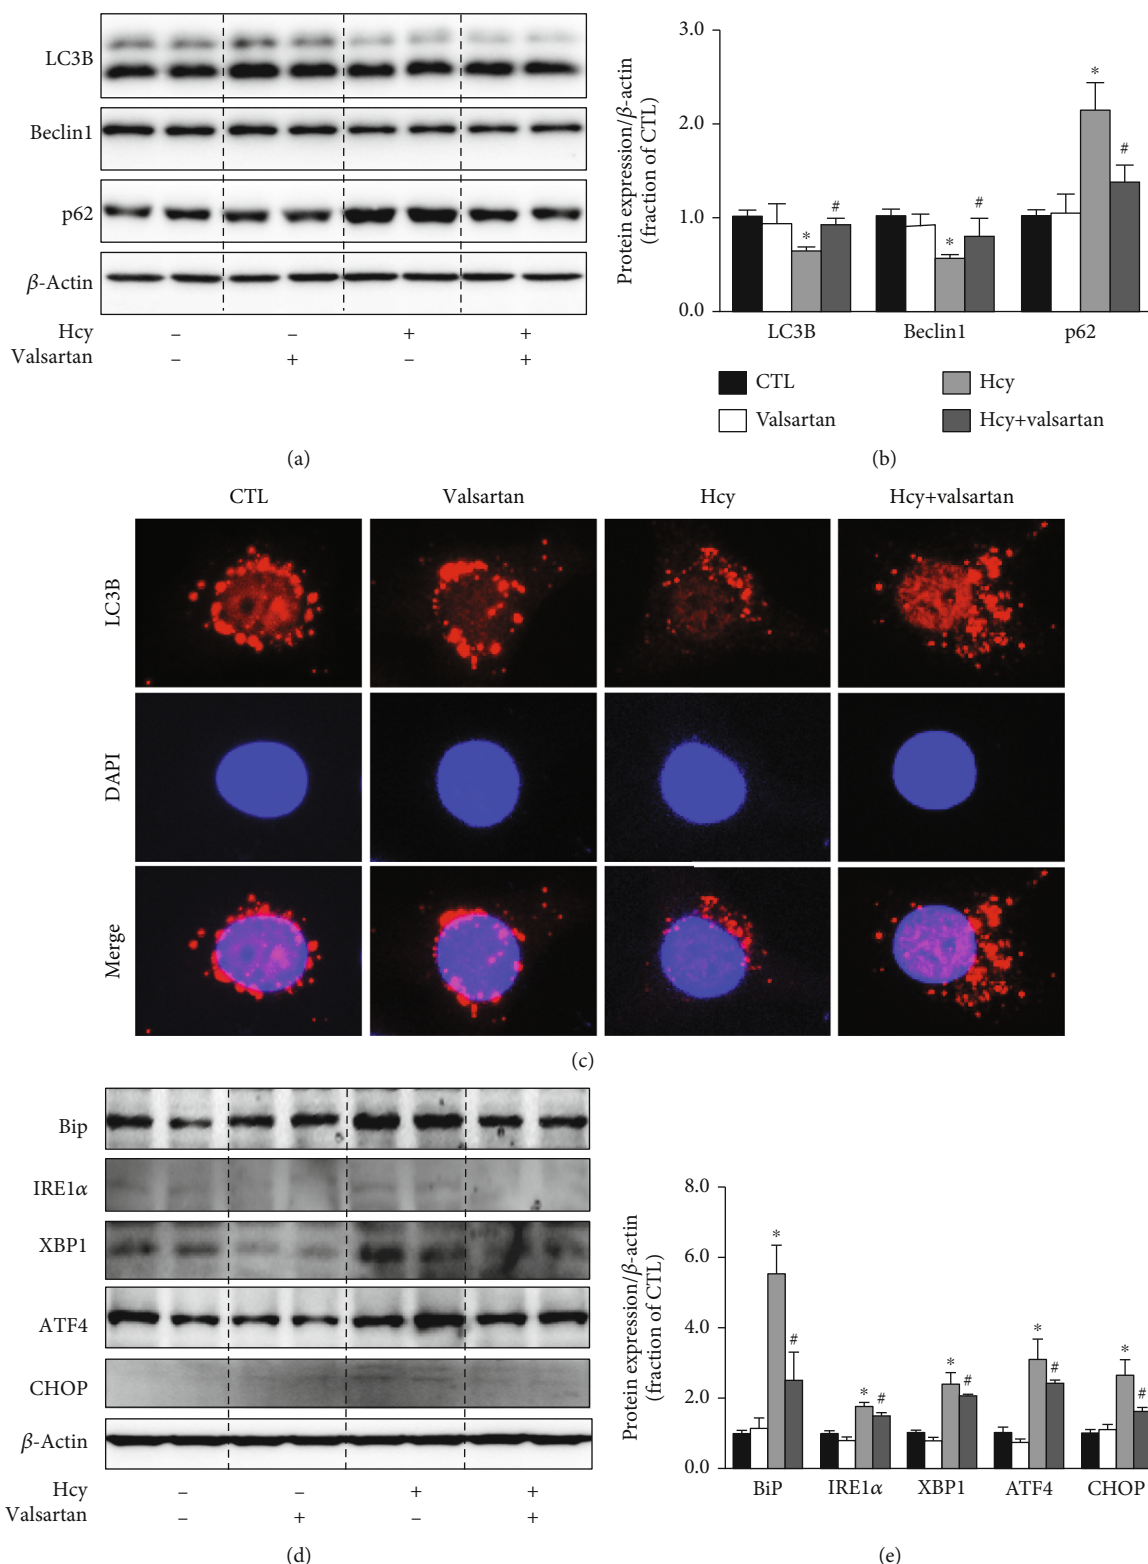 LC3B
Beclin1
p62
β-Actin
Hcy – – + +
Valsartan – + – +
(a)
Protein expression/β-actin
(fraction of CTL)
3.0
2.0
1.0
0.0
* # * # * #
LC3B Beclin1 p62
CTL Hcy
Valsartan Hcy+valsartan
(b)
CTL Valsartan Hcy Hcy+valsartan
LC3B
DAPI
Merge
(c)
Bip
IRE1α
XBP1
ATF4
CHOP
β-Actin
Hcy – – + +
Valsartan – + – +
(d)
Protein expression/β-actin
(fraction of CTL)
8.0
6.0
4.0
2.0
0.0
* # * # * # * # * #
BiP IRE1α XBP1 ATF4 CHOP
(e)